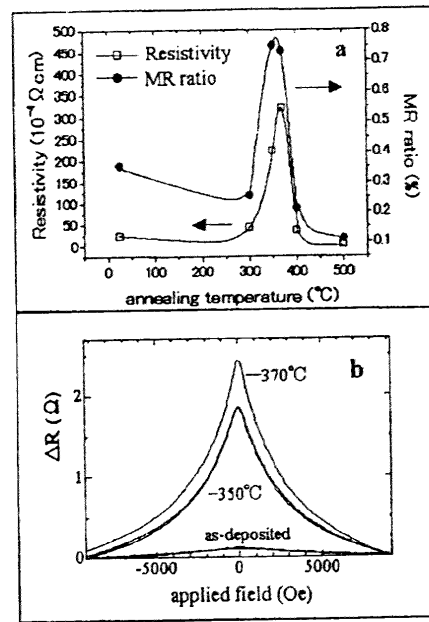 a
Resistivity
MR ratio
Resistivity (10⁻⁴ Ω cm)
500
450
400
350
300
250
200
150
100
50
0
0.8
0.7
0.6
0.5
0.4
0.3
0.2
0.1
MR ratio (%)
0 100 200 300 400 500
annealing temperature (°C)
b
ΔR (Ω)
2
1
0
370°C
350°C
as-deposited
-5000 0 5000
applied field (Oe)